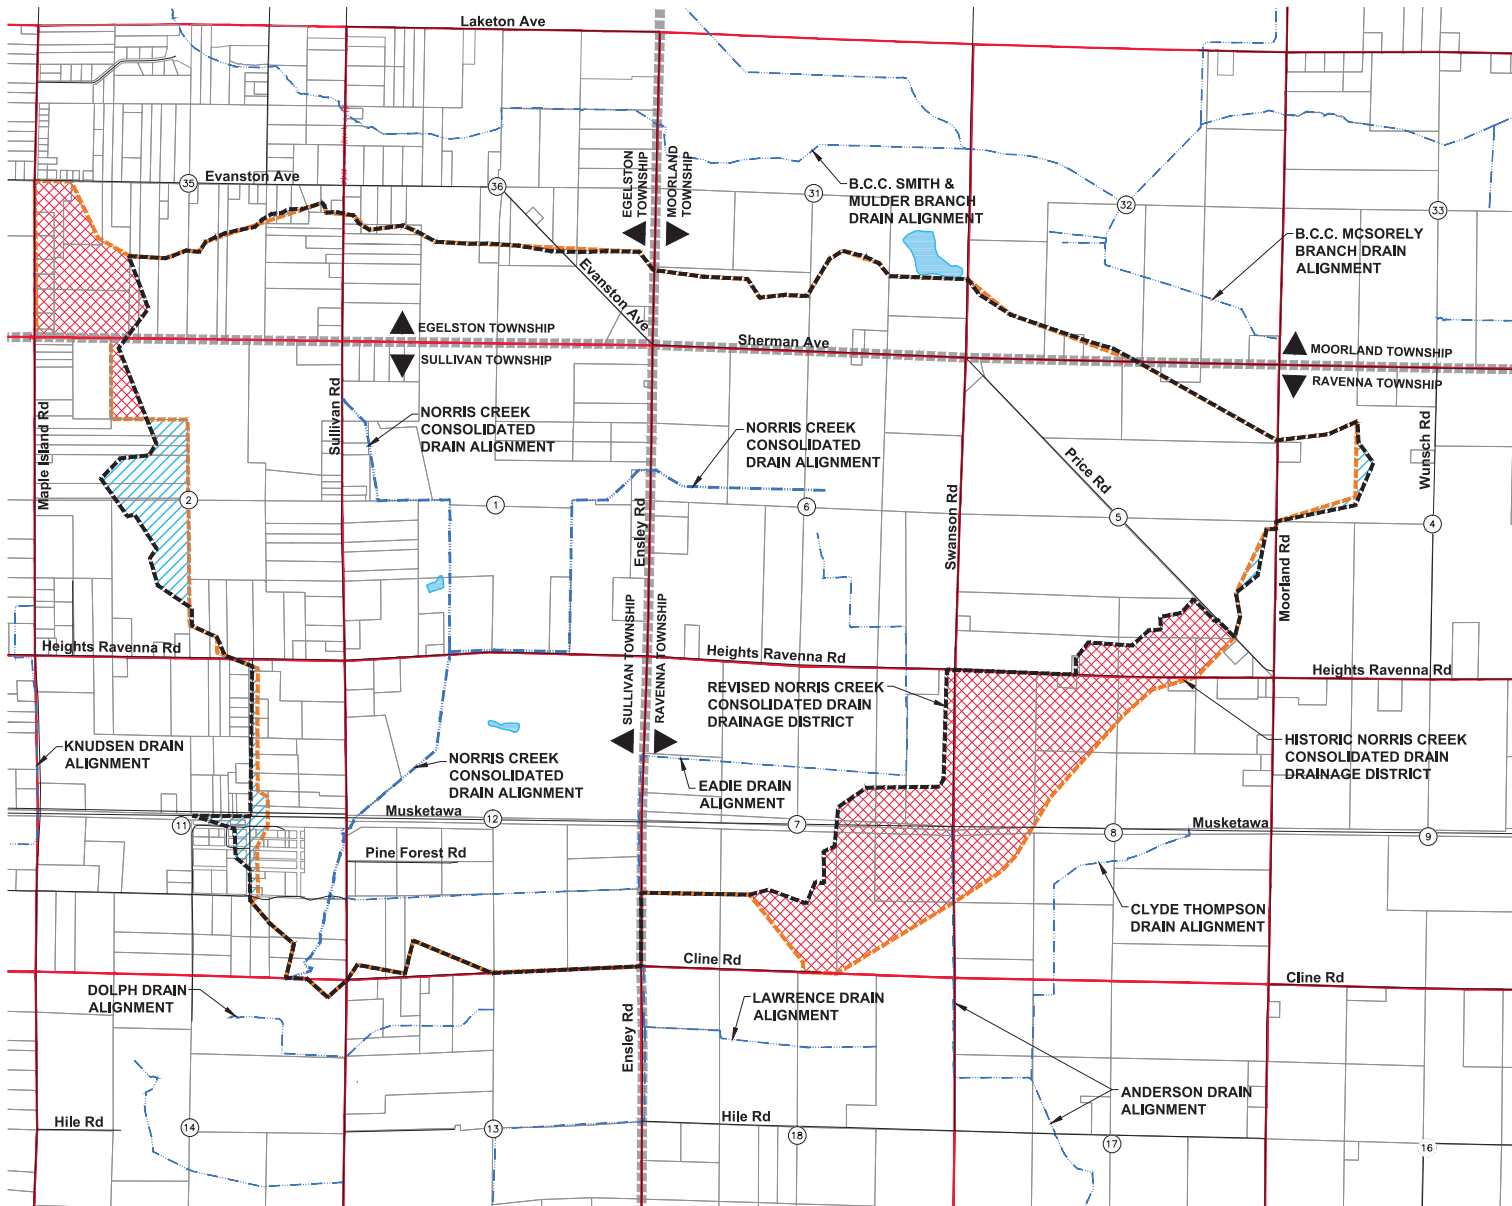 Laketon Ave
35
Evanston Ave
36
EGELSTON
TOWNSHIP
MOORLAND
TOWNSHIP
31
B.C.C. SMITH &
MULDER BRANCH
DRAIN ALIGNMENT
32
33
B.C.C. MCSORELY
BRANCH DRAIN
ALIGNMENT
Evanston Ave
EGELSTON TOWNSHIP
SULLIVAN TOWNSHIP
Sherman Ave
MOORLAND TOWNSHIP
RAVENNA TOWNSHIP
Maple Island Rd
Sullivan Rd
NORRIS CREEK
CONSOLIDATED
DRAIN ALIGNMENT
NORRIS CREEK
CONSOLIDATED
DRAIN ALIGNMENT
Price Rd
Wunsch Rd
2
1
Ensley Rd
6
Swanson Rd
5
4
Moorland Rd
Heights Ravenna Rd
SULLIVAN TOWNSHIP
RAVENNA TOWNSHIP
Heights Ravenna Rd
Heights Ravenna Rd
REVISED NORRIS CREEK
CONSOLIDATED DRAIN
DRAINAGE DISTRICT
KNUDSEN DRAIN
ALIGNMENT
NORRIS CREEK
CONSOLIDATED
DRAIN ALIGNMENT
EADIE DRAIN
ALIGNMENT
HISTORIC NORRIS CREEK
CONSOLIDATED DRAIN
DRAINAGE DISTRICT
Musketawa
11
12
7
8
Musketawa
9
Pine Forest Rd
CLYDE THOMPSON
DRAIN ALIGNMENT
Cline Rd
Cline Rd
DOLPH DRAIN
ALIGNMENT
LAWRENCE DRAIN
ALIGNMENT
Ensley Rd
ANDERSON DRAIN
ALIGNMENT
Hile Rd
14
13
Hile Rd
18
17
16